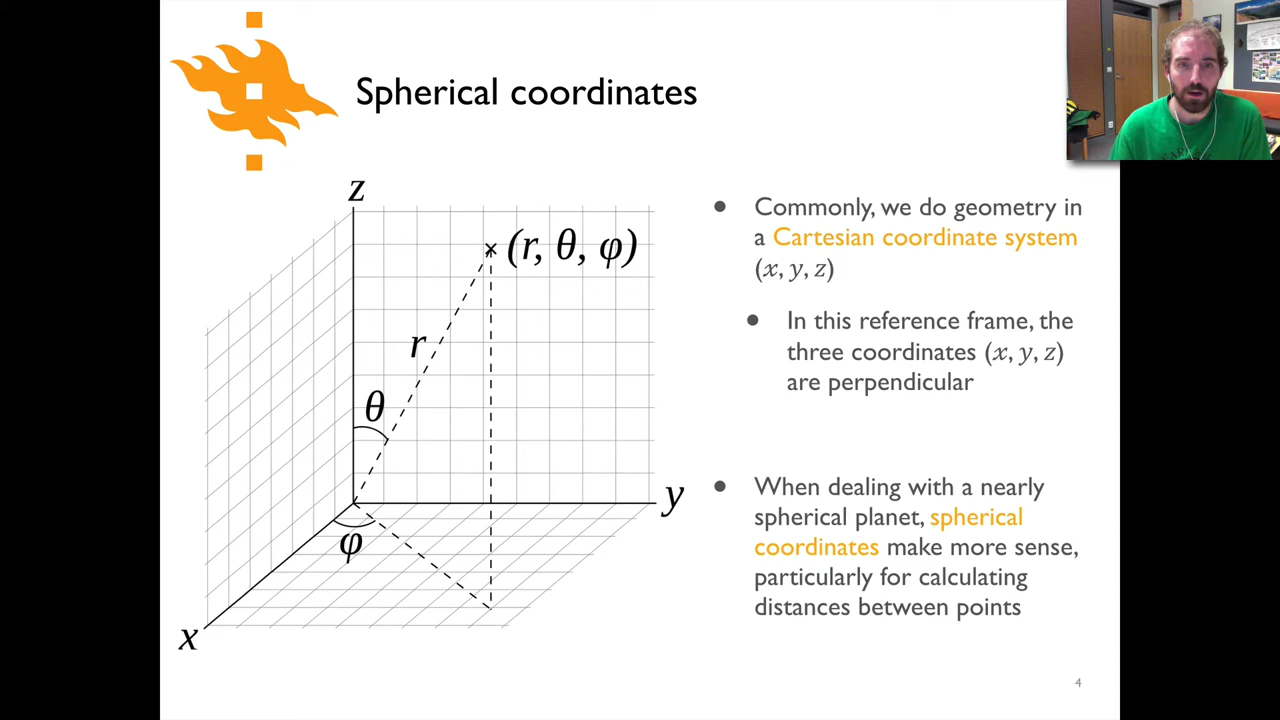 Spherical coordinates
z
(r, θ, φ)
r
θ
y
φ
x
• Commonly, we do geometry in
a Cartesian coordinate system
(x, y, z)
• In this reference frame, the
three coordinates (x, y, z)
are perpendicular
• When dealing with a nearly
spherical planet, spherical
coordinates make more sense,
particularly for calculating
distances between points
4